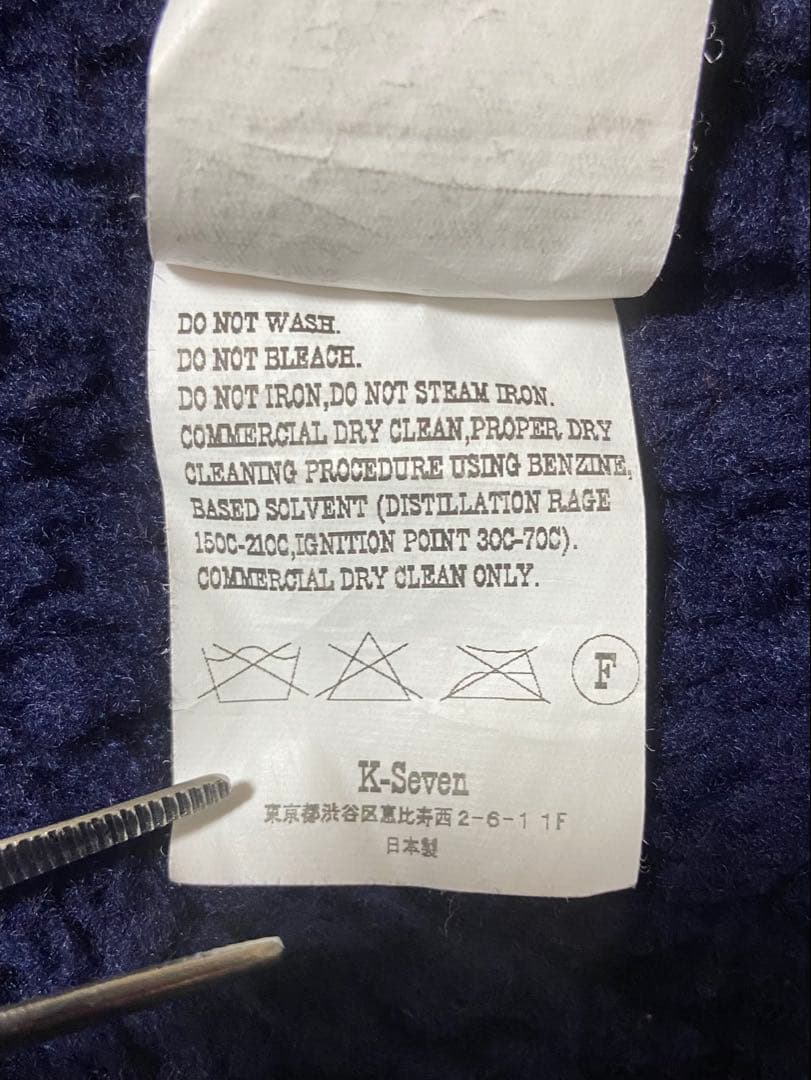 DO NOT WASH.
DO NOT BLEACH.
DO NOT IRON,DO NOT STEAM IRON.
COMMERCIAL DRY CLEAN,PROPER DRY
CLEANING PROCEDURE USING BENZINE,
BASED SOLVENT (DISTILLATION RAGE
150C-210C,IGNITION POINT 30C-70C).
COMMERCIAL DRY CLEAN ONLY.
F
K-Seven
東京都渋谷区恵比寿西2-6-11F
日本製